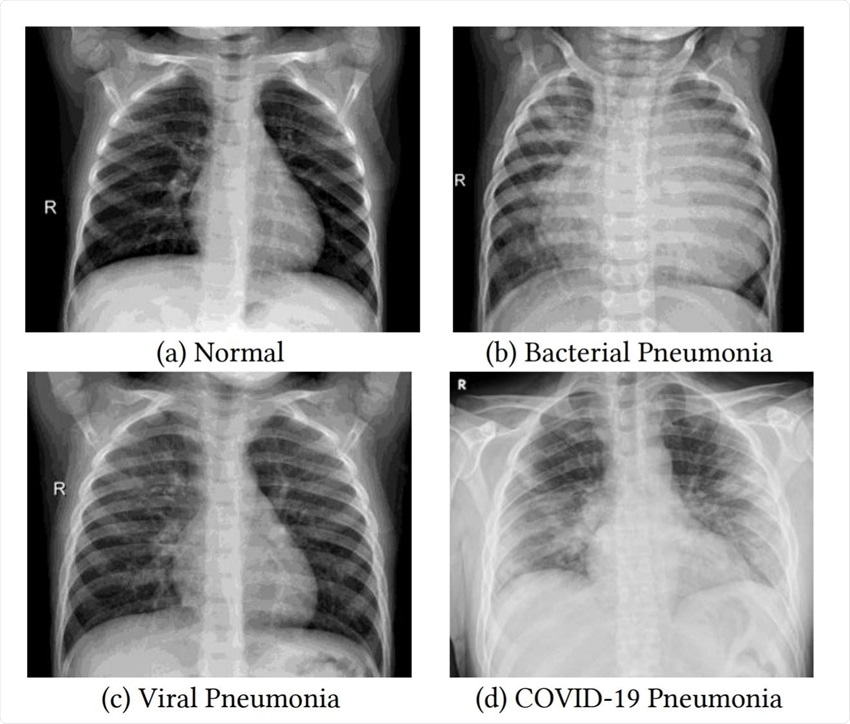 R
R
(a) Normal
(b) Bacterial Pneumonia
R
R
(c) Viral Pneumonia
(d) COVID-19 Pneumonia